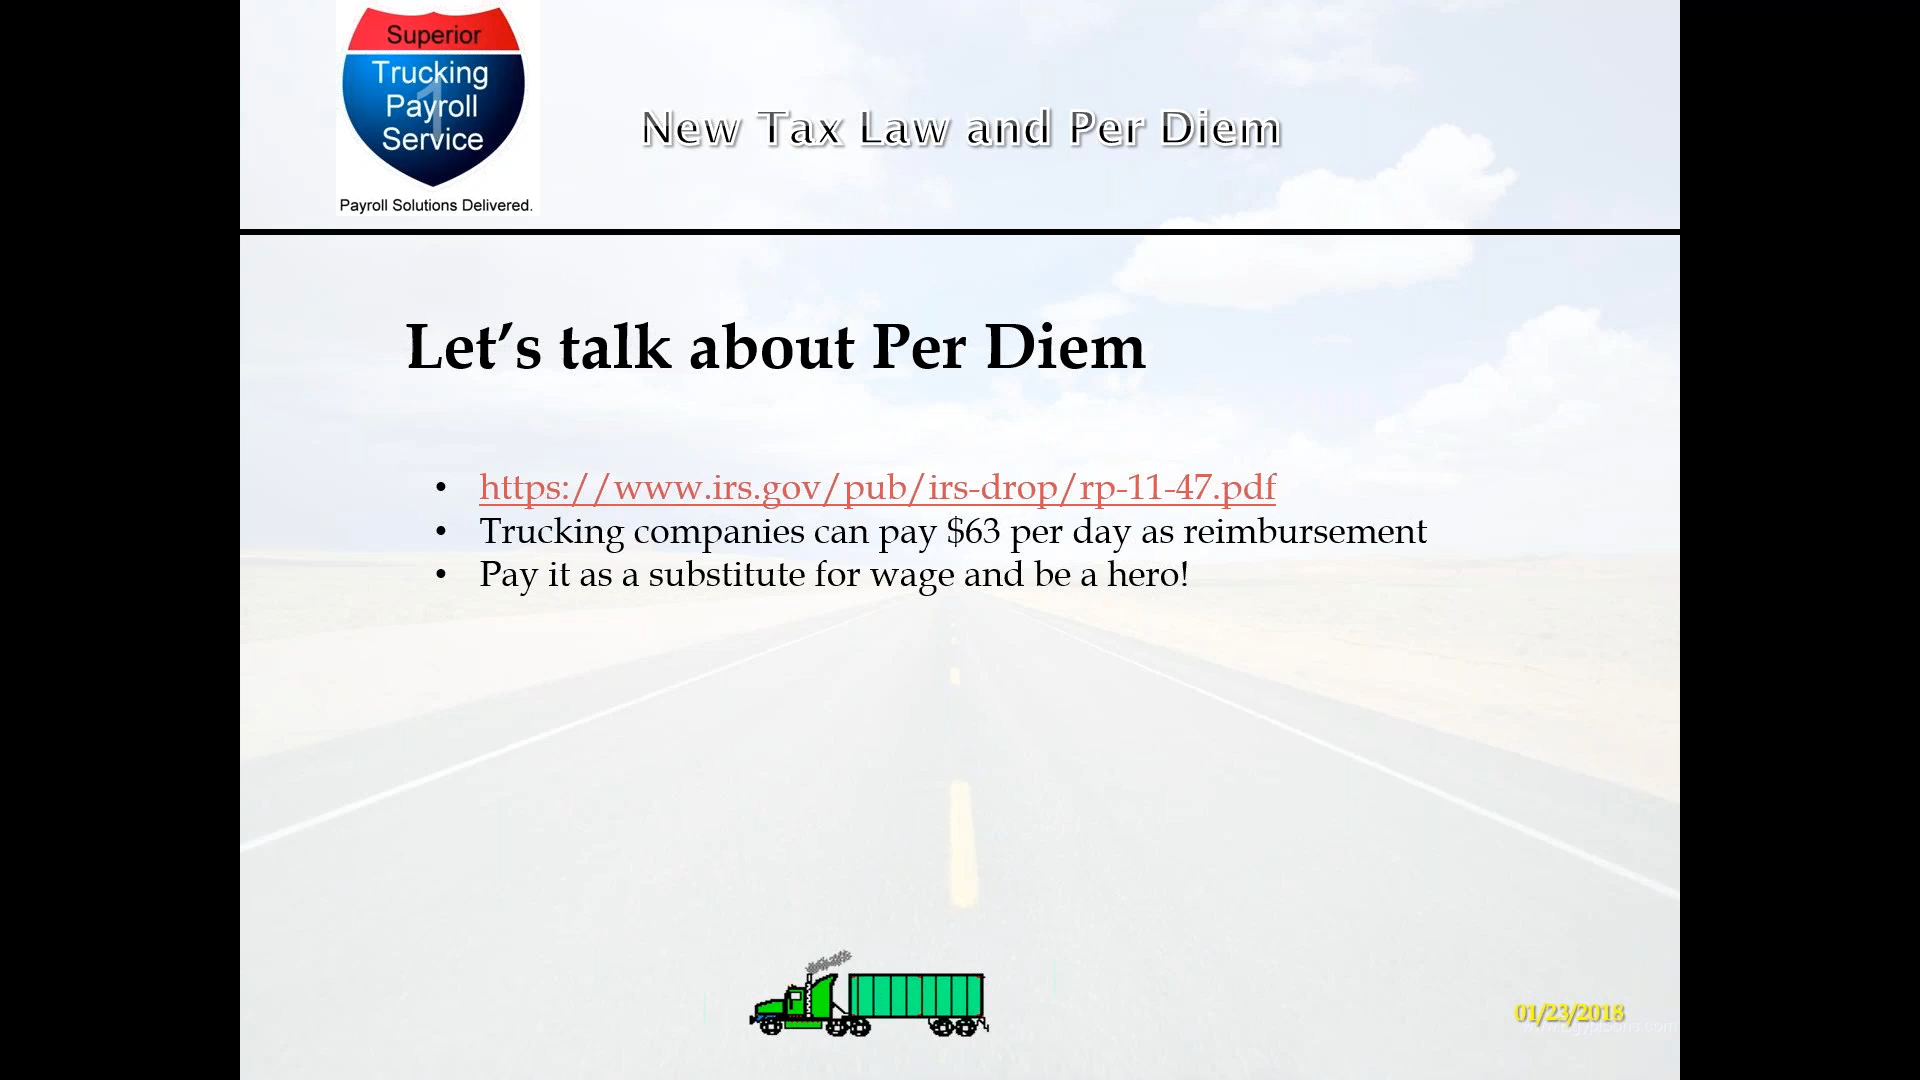 Superior
Trucking
Payroll
Service
Payroll Solutions Delivered.
New Tax Law and Per Diem
Let’s talk about Per Diem
• https://www.irs.gov/pub/irs-drop/rp-11-47.pdf
• Trucking companies can pay $63 per day as reimbursement
• Pay it as a substitute for wage and be a hero!
01/23/2018